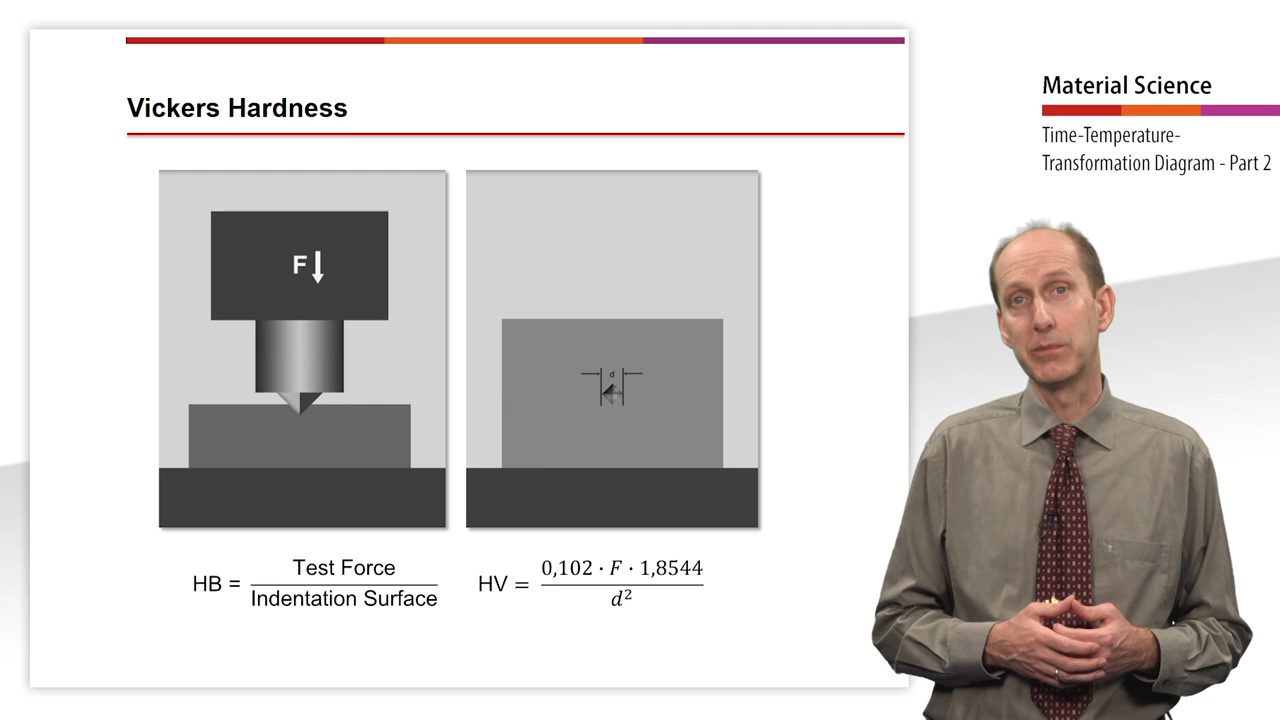 Vickers Hardness
F
d
HB = Test Force / Indentation Surface
HV = 0,102 · F · 1,8544 / d²
Material Science
Time-Temperature-
Transformation Diagram - Part 2